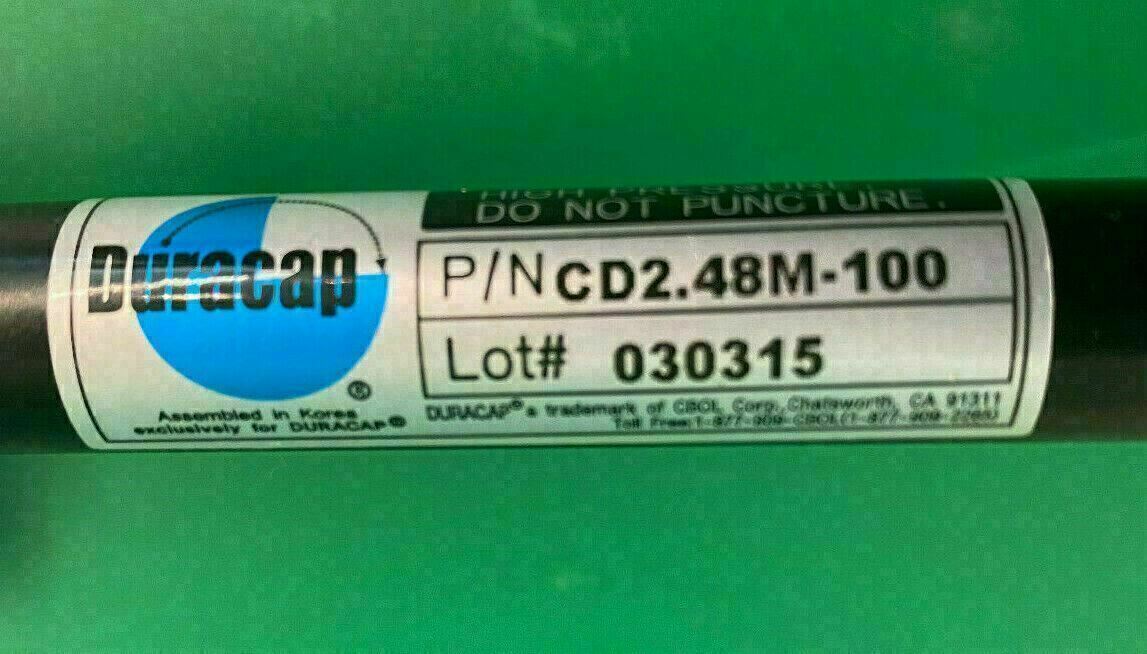 Duracap
®
Assembled in Korea
exclusively for DURACAP®
HIGH PRESSURE.
DO NOT PUNCTURE.
P/N CD2.48M-100
Lot# 030315
DURACAP® a trademark of CBOL Corp., Chatsworth, CA 91311
Toll Free:1-877-909-CBOL(1-877-909-2265)